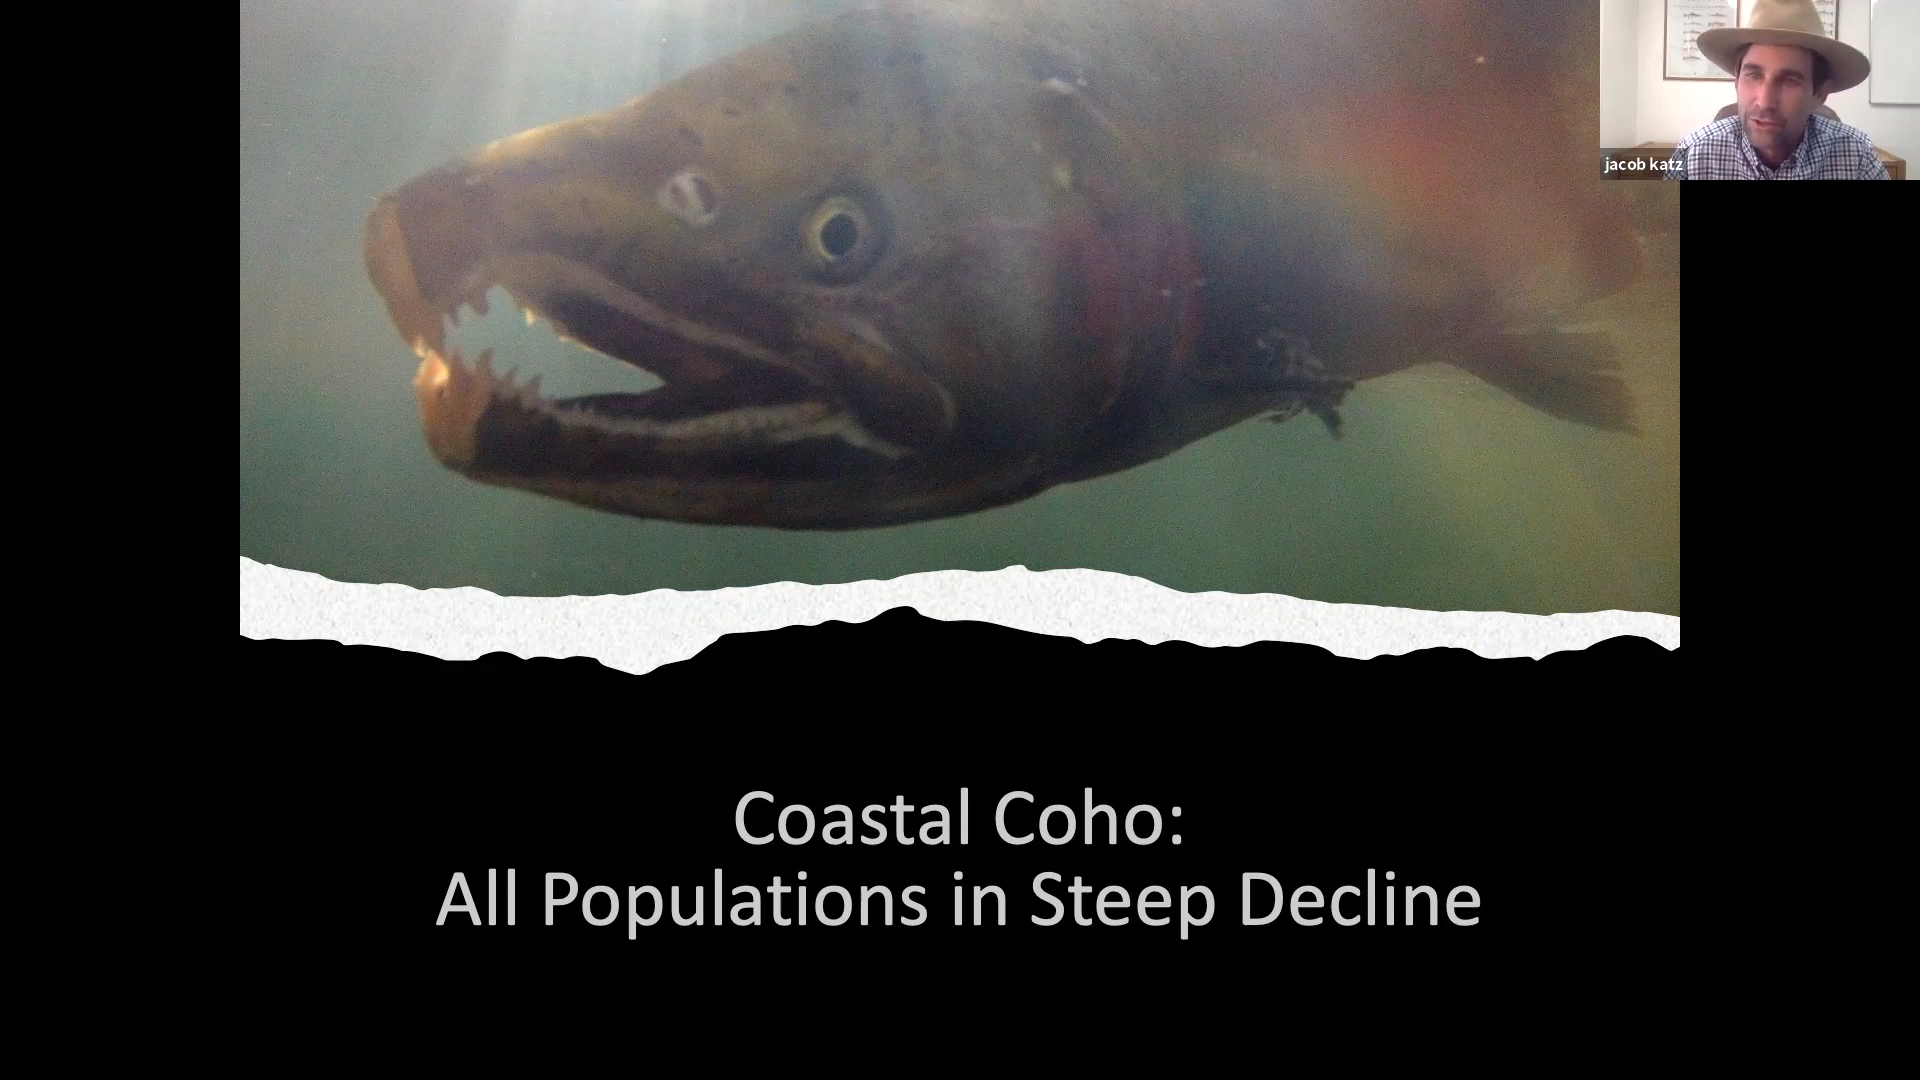 jacob katz
Coastal Coho:
All Populations in Steep Decline